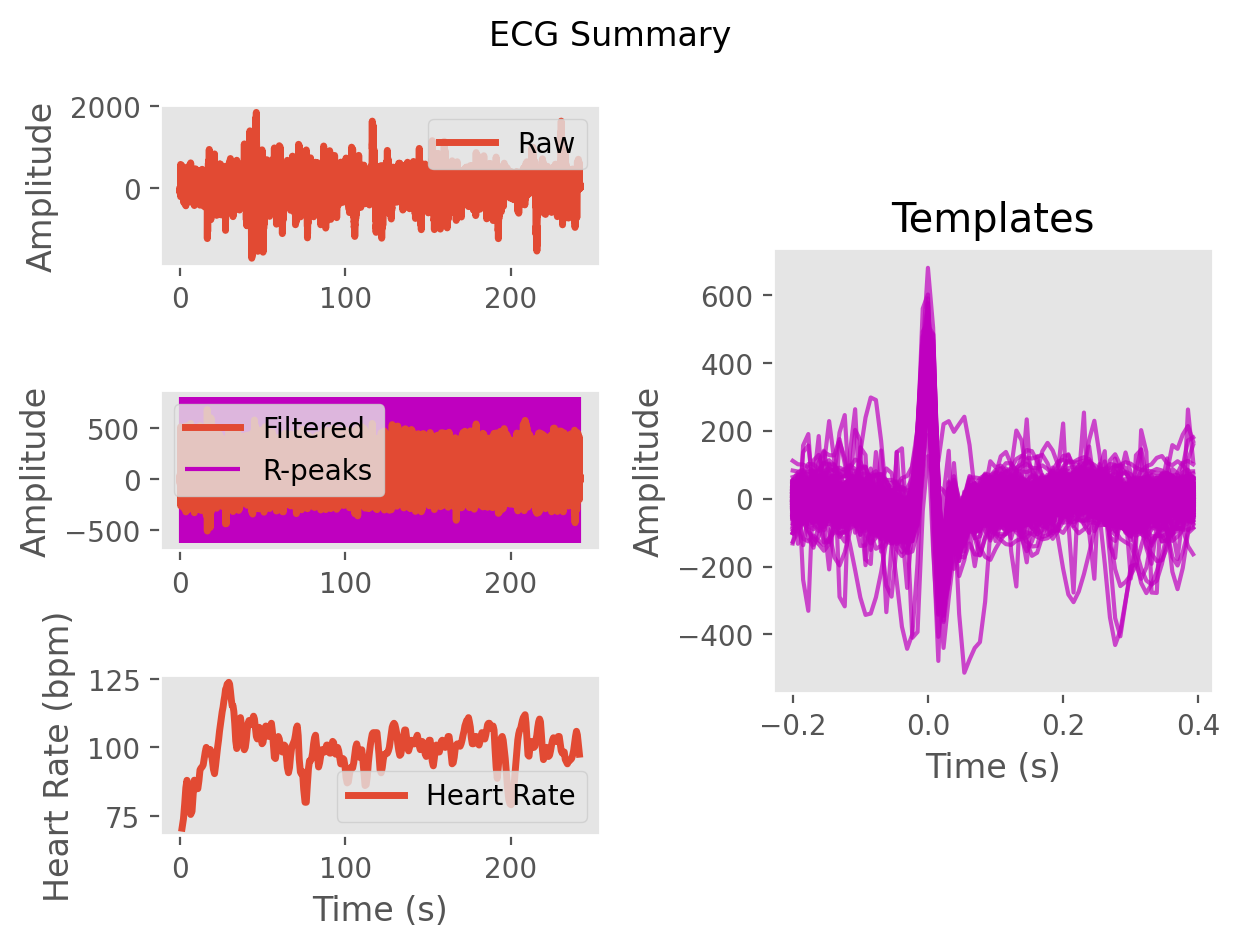 ECG Summary
Amplitude
2000
0
Raw
0 100 200
Amplitude
500
0
−500
Filtered
R-peaks
0 100 200
Heart Rate (bpm)
125
100
75
Heart Rate
0 100 200
Time (s)
Templates
Amplitude
600
400
200
0
−200
−400
−0.2 0.0 0.2 0.4
Time (s)